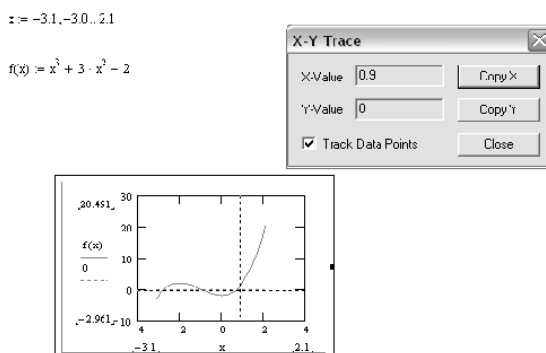 x := −3.1,−3.0.. 2.1
f(x) := x³ + 3 · x² − 2
X-Y Trace
X-Value 0.9 Copy X
Y-Value 0 Copy Y
Track Data Points Close
30
20.491
20
f(x)
10
0
0
−2.961
−10
4 2 0 2 4
−3.1 x 2.1